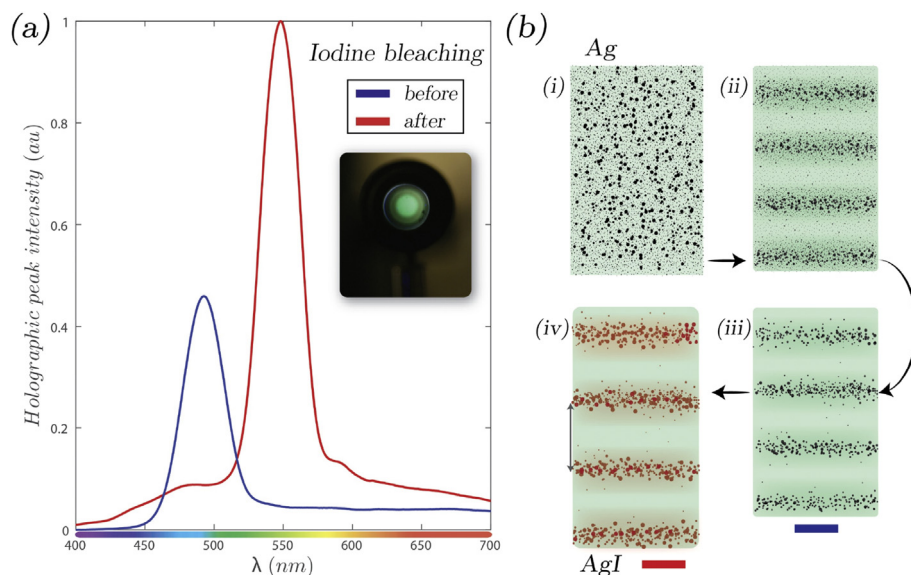 (a)
Holographic peak intensity (au)
1
0.8
0.6
0.4
0.2
0
400
450
500
550
600
650
700
λ (nm)
Iodine bleaching
before
after
(b)
Ag
(i)
(ii)
(iv)
(iii)
AgI